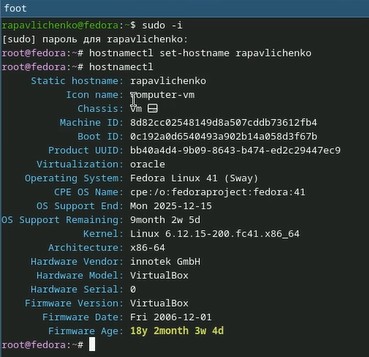 foot
rapavlichenko@fedora:~$ sudo -i
[sudo] пароль для rapavlichenko:
root@fedora:~# hostnamectl set-hostname rapavlichenko
root@fedora:~# hostnamectl
Static hostname: rapavlichenko
Icon name: computer-vm
Chassis: vm
Machine ID: 8d82cc02548149d8a507cddb73612fb4
Boot ID: 0c192a0d6540493a902b14a058d3f67b
Product UUID: bb40a4d4-9b09-8643-b474-ed2c29447ec9
Virtualization: oracle
Operating System: Fedora Linux 41 (Sway)
CPE OS Name: cpe:/o:fedoraproject:fedora:41
OS Support End: Mon 2025-12-15
OS Support Remaining: 9month 2w 5d
Kernel: Linux 6.12.15-200.fc41.x86_64
Architecture: x86-64
Hardware Vendor: innotek GmbH
Hardware Model: VirtualBox
Hardware Serial: 0
Firmware Version: VirtualBox
Firmware Date: Fri 2006-12-01
Firmware Age: 18y 2month 3w 4d
root@fedora:~#